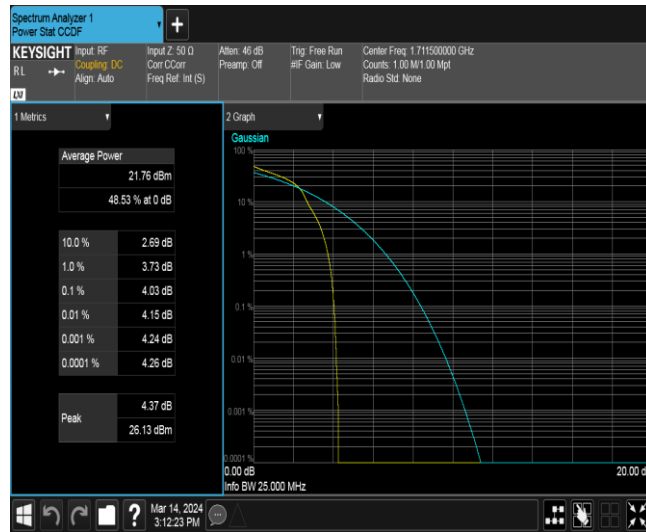 Spectrum Analyzer 1
Power Stat CCDF
+
KEYSIGHT
RL
LXI
Input: RF
Coupling: DC
Align: Auto
Input Z: 50 Ω
Corr CCorr
Freq Ref: Int (S)
Atten: 46 dB
Preamp: Off
Trig: Free Run
#IF Gain: Low
Center Freq: 1.711500000 GHz
Counts: 1.00 M/1.00 Mpt
Radio Std: None
1 Metrics
Average Power
21.76 dBm
48.53 % at 0 dB
10.0 % 2.69 dB
1.0 % 3.73 dB
0.1 % 4.03 dB
0.01 % 4.15 dB
0.001 % 4.24 dB
0.0001 % 4.26 dB
Peak
4.37 dB
26.13 dBm
2 Graph
Gaussian
100 %
10 %
1 %
0.1 %
0.01 %
0.001 %
0.0001 %
0.00 dB
20.00 d
Info BW 25.000 MHz
?
Mar 14, 2024
3:12:23 PM